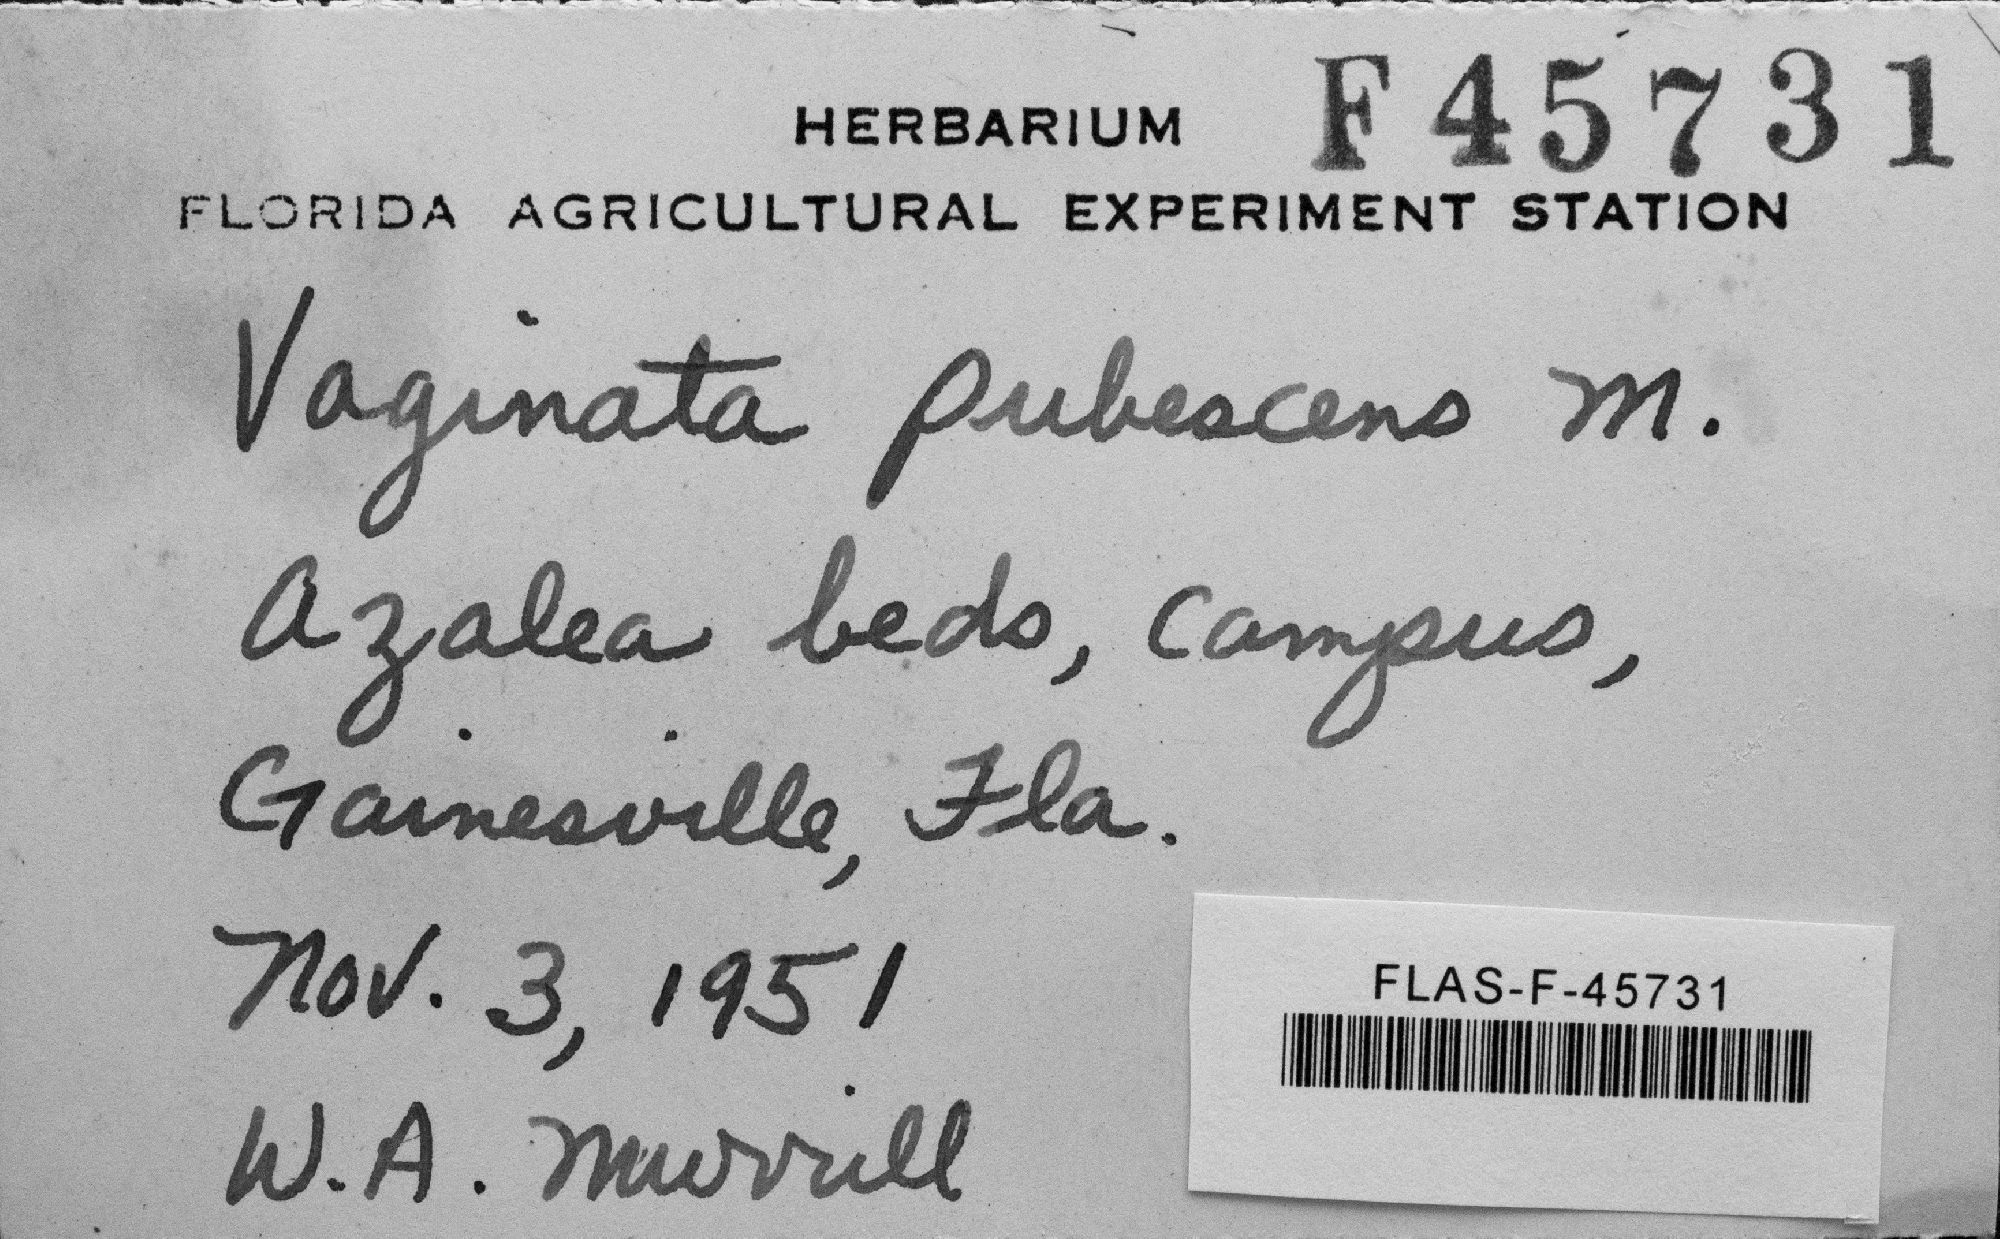 HERBARIUM F45731
FLORIDA AGRICULTURAL EXPERIMENT STATION
Vaginata pubescens M.
Azalea beds, campus,
Gainesville, Fla.
Nov. 3, 1951
W. A. Murrill
FLAS-F-45731